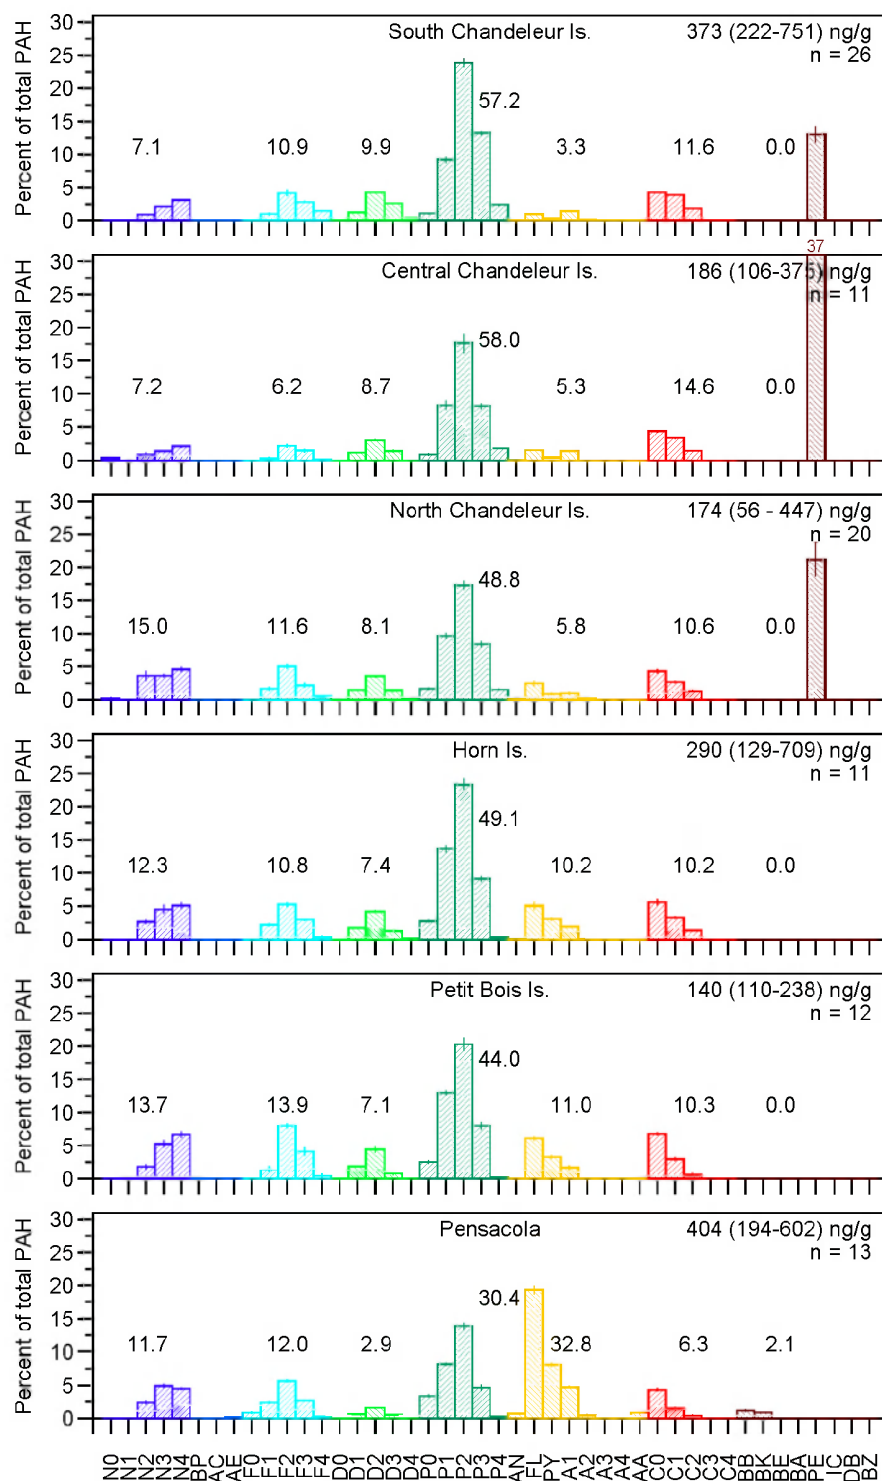 South Chandeleur Is. 373 (222-751) ng/g
n = 26
Percent of total PAH
30
25
20
15
10
5
0
7.1 10.9 9.9 57.2 3.3 11.6 0.0
37
Central Chandeleur Is. 186 (106-375) ng/g
n = 11
Percent of total PAH
30
25
20
15
10
5
0
7.2 6.2 8.7 58.0 5.3 14.6 0.0
North Chandeleur Is. 174 (56 - 447) ng/g
n = 20
Percent of total PAH
30
25
20
15
10
5
0
15.0 11.6 8.1 48.8 5.8 10.6 0.0
Horn Is. 290 (129-709) ng/g
n = 11
Percent of total PAH
30
25
20
15
10
5
0
12.3 10.8 7.4 49.1 10.2 10.2 0.0
Petit Bois Is. 140 (110-238) ng/g
n = 12
Percent of total PAH
30
25
20
15
10
5
0
13.7 13.9 7.1 44.0 11.0 10.3 0.0
Pensacola 404 (194-602) ng/g
n = 13
Percent of total PAH
30
25
20
15
10
5
0
11.7 12.0 2.9 30.4 32.8 6.3 2.1
N0 N1 N2 N3 N4 BP AC AE F0 F1 F2 F3 F4 D0 D1 D2 D3 D4 P0 P1 P2 P3 P4 AN FL PY A1 A2 A3 A4 AA C0 C1 C2 C3 C4 BB BK BE BA PE IC DB BZ